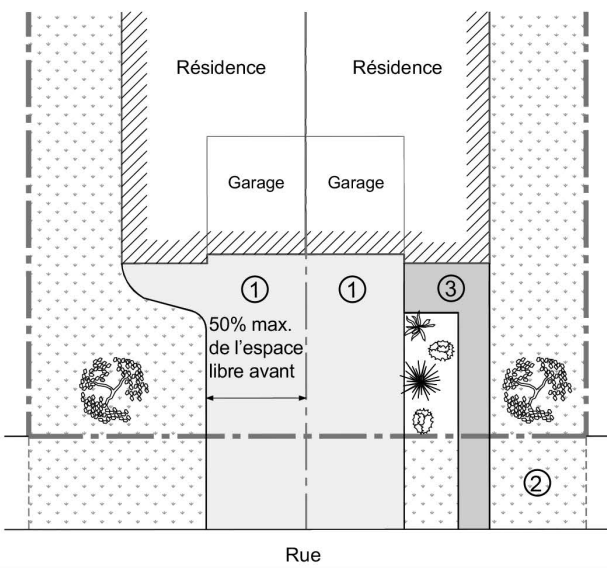 Résidence
Résidence
Garage
Garage
1
1
3
50% max.
de l'espace
libre avant
2
Rue